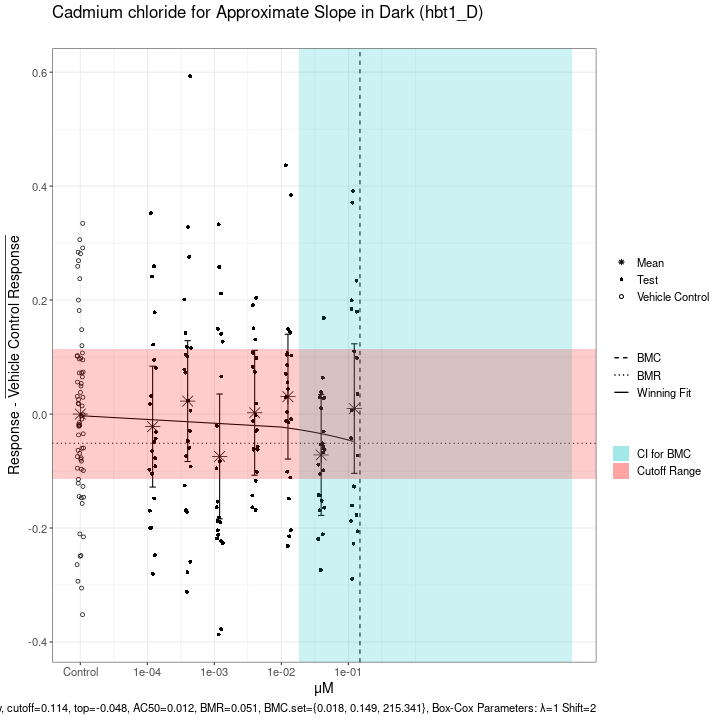 Cadmium chloride for Approximate Slope in Dark (hbt1_D)
Response - Vehicle Control Response
0.6
0.4
0.2
0.0
-0.2
-0.4
Control
1e-04
1e-03
1e-02
1e-01
μM
Mean
Test
Vehicle Control
BMC
BMR
Winning Fit
CI for BMC
Cutoff Range
cutoff=0.114, top=-0.048, AC50=0.012, BMR=0.051, BMC.set={0.018, 0.149, 215.341}, Box-Cox Parameters: λ=1 Shift=2